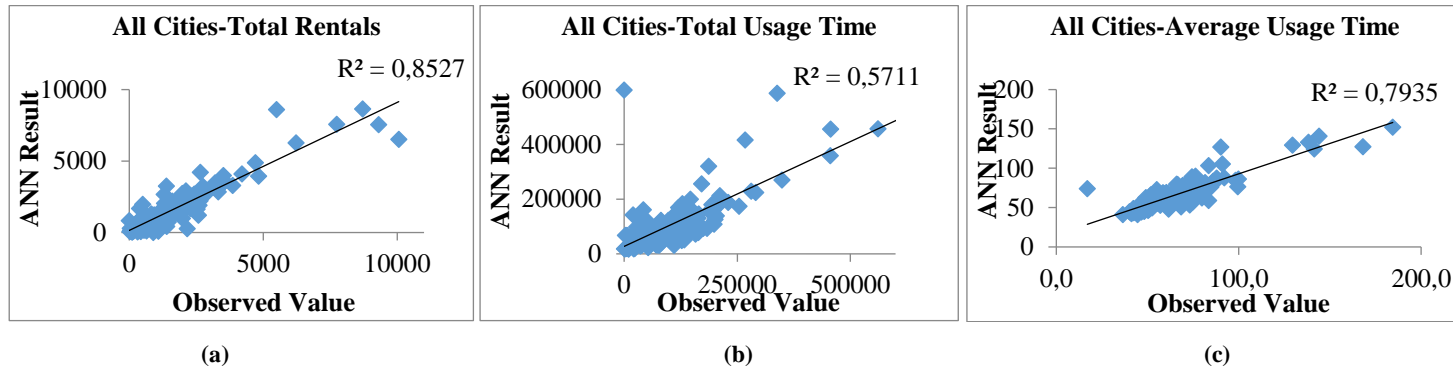 All Cities-Total Rentals
R² = 0,8527
ANN Result
10000
5000
0
0
5000
10000
Observed Value
(a)
All Cities-Total Usage Time
R² = 0,5711
ANN Result
600000
400000
200000
0
0
250000
500000
Observed Value
(b)
All Cities-Average Usage Time
R² = 0,7935
ANN Result
200
150
100
50
0
0,0
100,0
200,0
Observed Value
(c)